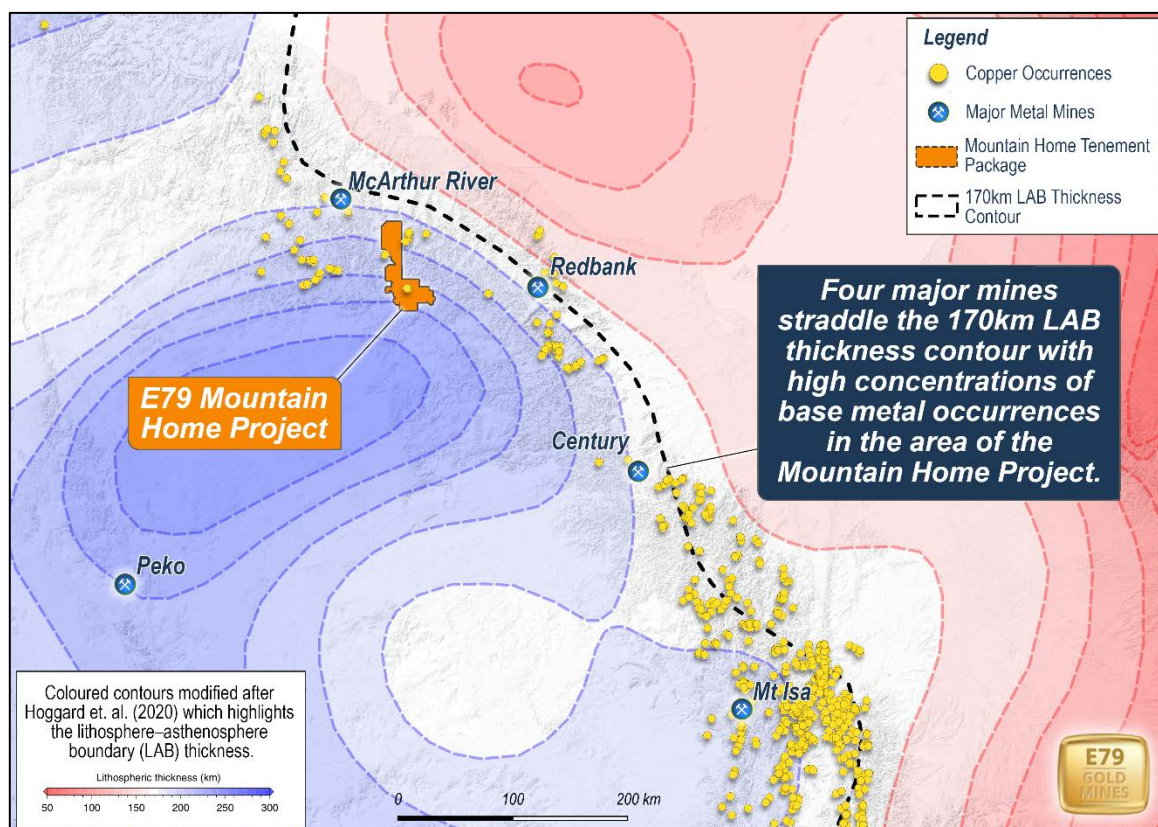 Legend
Copper Occurrences
Major Metal Mines
Mountain Home Tenement
Package
170km LAB Thickness
Contour
McArthur River
Redbank
Four major mines
straddle the 170km LAB
thickness contour with
high concentrations of
base metal occurrences
in the area of the
Mountain Home Project.
E79 Mountain
Home Project
Century
Peko
Mt Isa
Coloured contours modified after
Hoggard et. al. (2020) which highlights
the lithosphere–asthenosphere
boundary (LAB) thickness.
Lithospheric thickness (km)
50 100 150 200 250 300
0 100 200 km
E79
GOLD
MINES